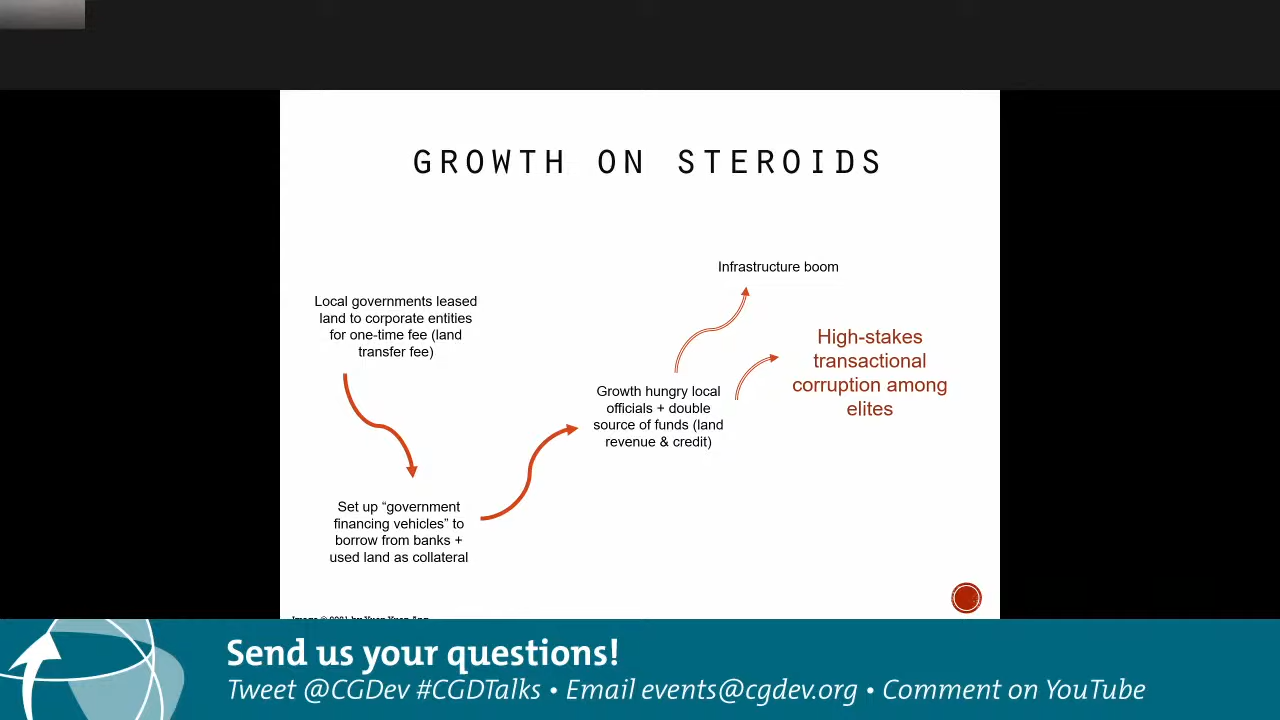 GROWTH ON STEROIDS
Local governments leased
land to corporate entities
for one-time fee (land
transfer fee)
Set up “government
financing vehicles” to
borrow from banks +
used land as collateral
Growth hungry local
officials + double
source of funds (land
revenue & credit)
Infrastructure boom
High-stakes
transactional
corruption among
elites
Send us your questions!
Tweet @CGDev #CGDTalks • Email events@cgdev.org • Comment on YouTube